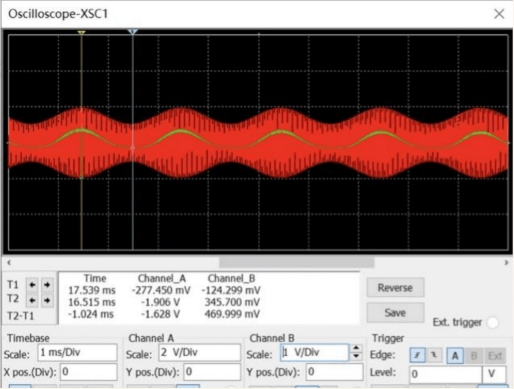 Oscilloscope-XSC1
Time Channel_A Channel_B
T1 17.539 ms -277.450 mV -124.299 mV
T2 16.515 ms -1.906 V 345.700 mV
T2-T1 -1.024 ms -1.628 V 469.999 mV
Reverse
Save
Ext. trigger
Timebase
Scale: 1 ms/Div
X pos.(Div): 0
Channel A
Scale: 2 V/Div
Y pos.(Div): 0
Channel B
Scale: 1 V/Div
Y pos.(Div): 0
Trigger
Edge: A B Ext
Level: 0 V